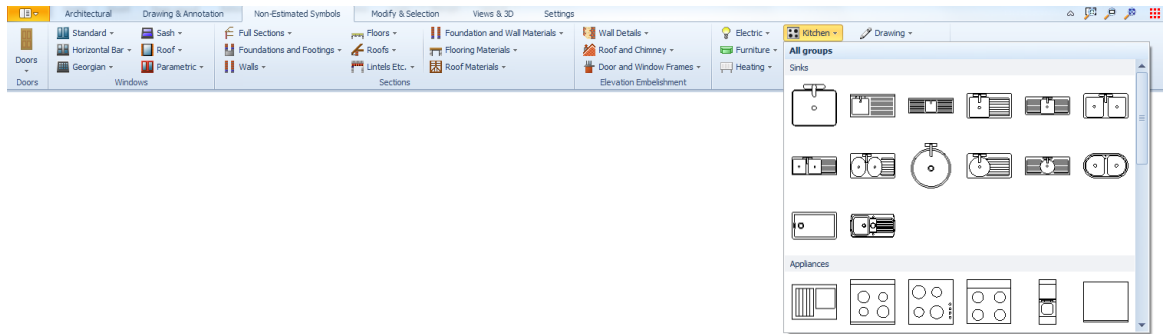 Architectural Drawing & Annotation Non-Estimated Symbols Modify & Selection Views & 3D Settings
Standard Sash Full Sections Floors Foundation and Wall Materials Wall Details Electric Kitchen Drawing
Horizontal Bar Roof Foundations and Footings Roofs Flooring Materials Roof and Chimney Furniture
Doors
Georgian Parametric Walls Lintels Etc. Roof Materials Door and Window Frames Heating
Doors Windows Sections Elevation Embelishment
All groups
Sinks
Appliances